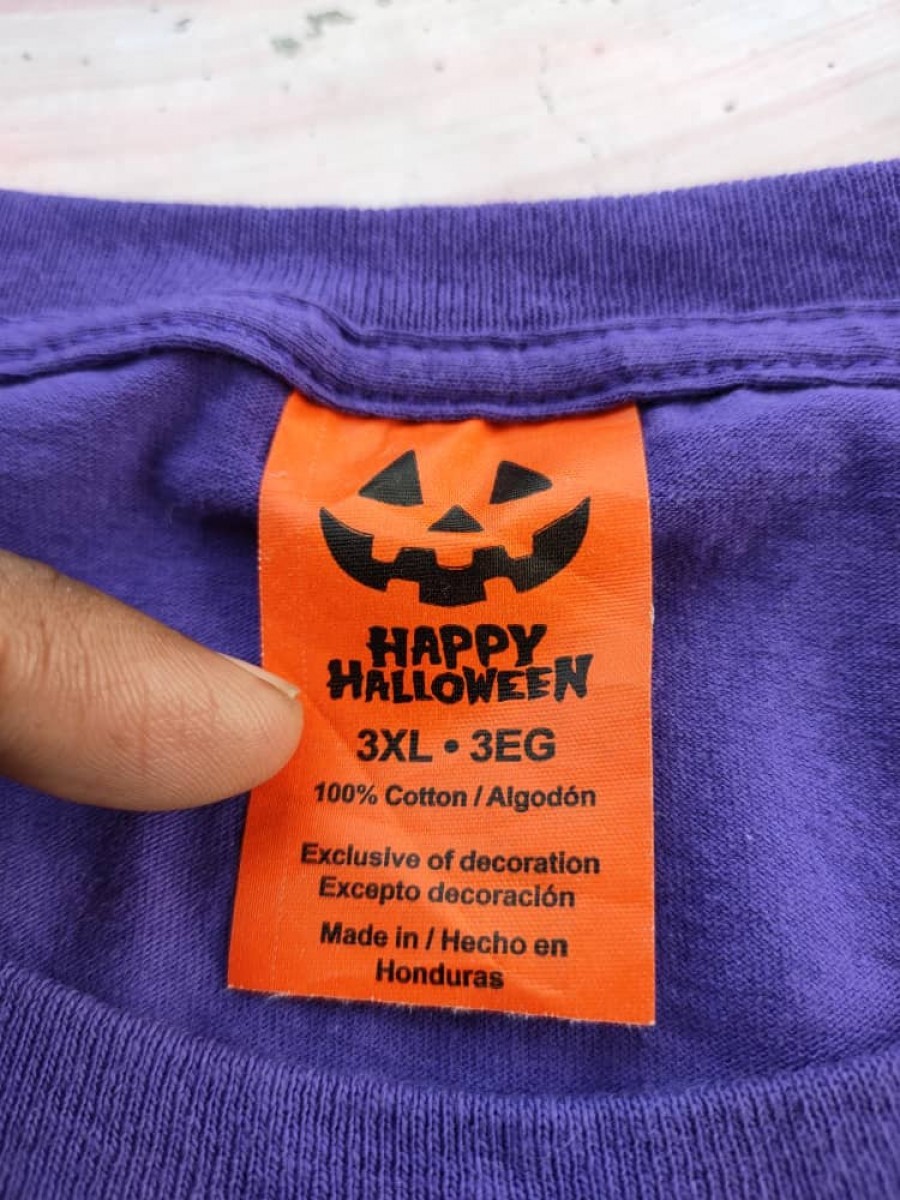 HAPPY
HALLOWEEN
3XL • 3EG
100% Cotton / Algodón
Exclusive of decoration
Excepto decoración
Made in / Hecho en
Honduras